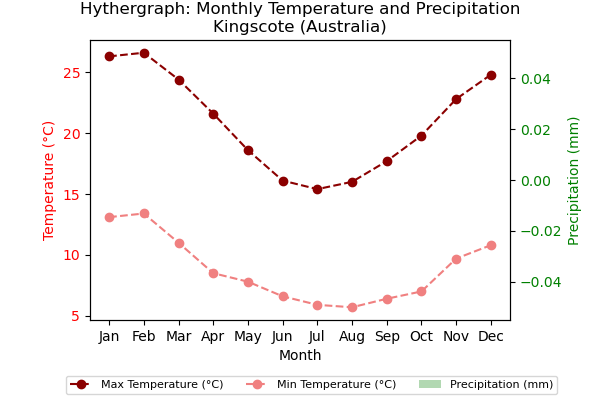 Hythergraph: Monthly Temperature and Precipitation
Kingscote (Australia)
Temperature (°C)
25
20
15
10
5
0.04
0.02
0.00
−0.02
−0.04
Precipitation (mm)
Jan Feb Mar Apr May Jun Jul Aug Sep Oct Nov Dec
Month
Max Temperature (°C) Min Temperature (°C) Precipitation (mm)